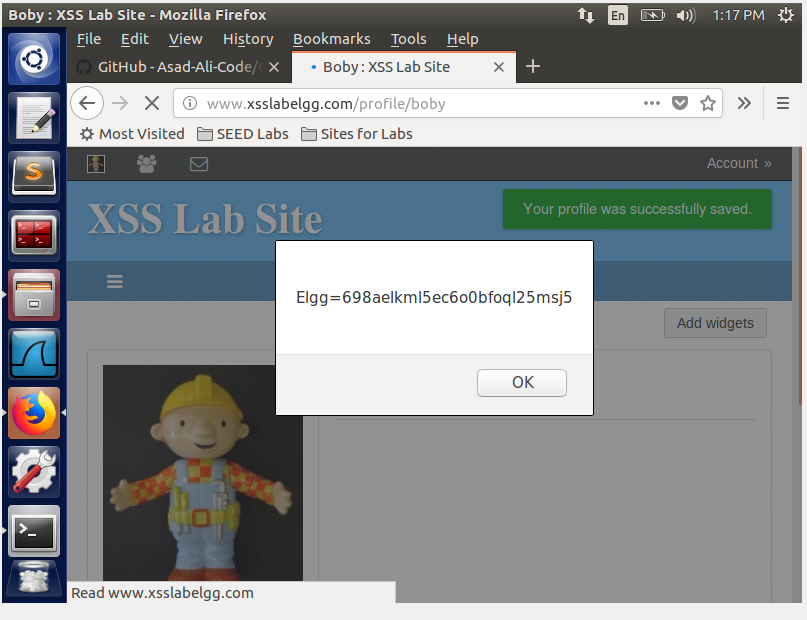 Boby : XSS Lab Site - Mozilla Firefox
En
1:17 PM
File Edit View History Bookmarks Tools Help
GitHub - Asad-Ali-Code/
Boby : XSS Lab Site
www.xsslabelgg.com/profile/boby
Most Visited SEED Labs Sites for Labs
Account »
XSS Lab Site
Your profile was successfully saved.
Elgg=698aelkml5ec6o0bfoql25msj5
OK
Add widgets
Read www.xsslabelgg.com